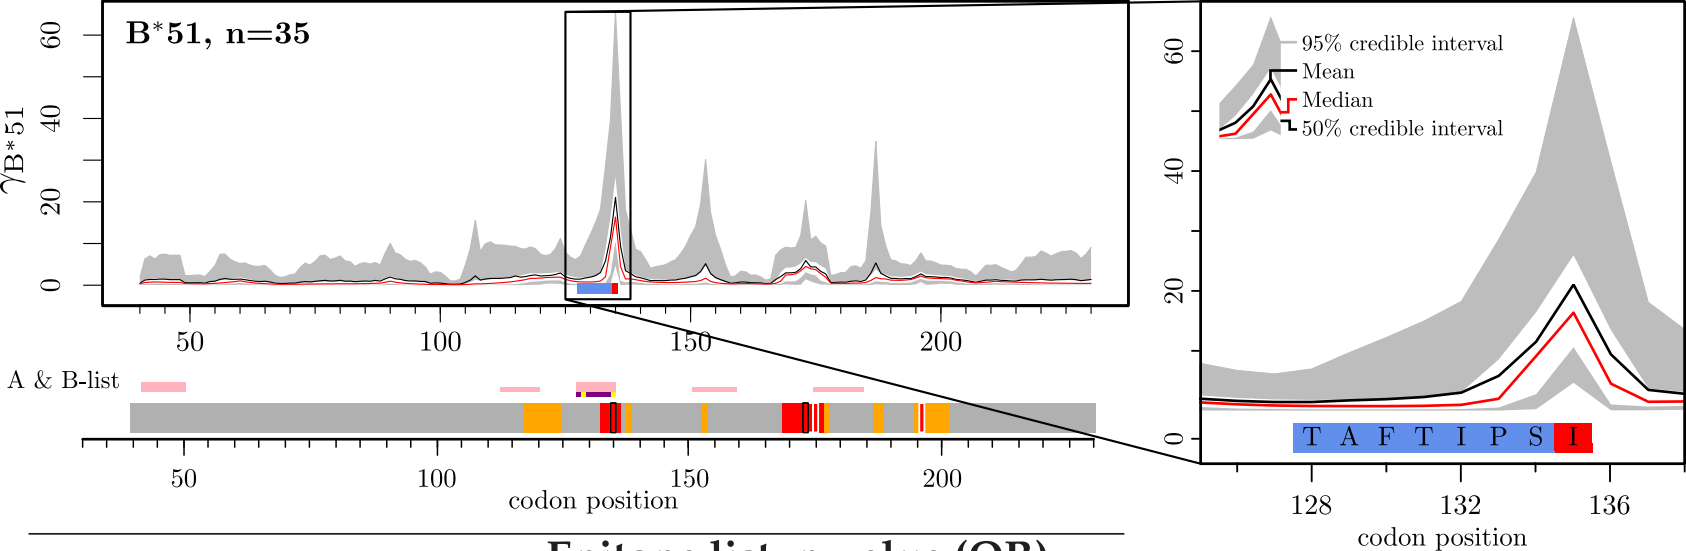 B*51, n=35
γB*51
60
40
20
0
50 100 150 200
A & B-list
50 100 150 200
codon position
60
40
20
0
95% credible interval
Mean
Median
50% credible interval
T A F T I P S I
128 132 136
codon position